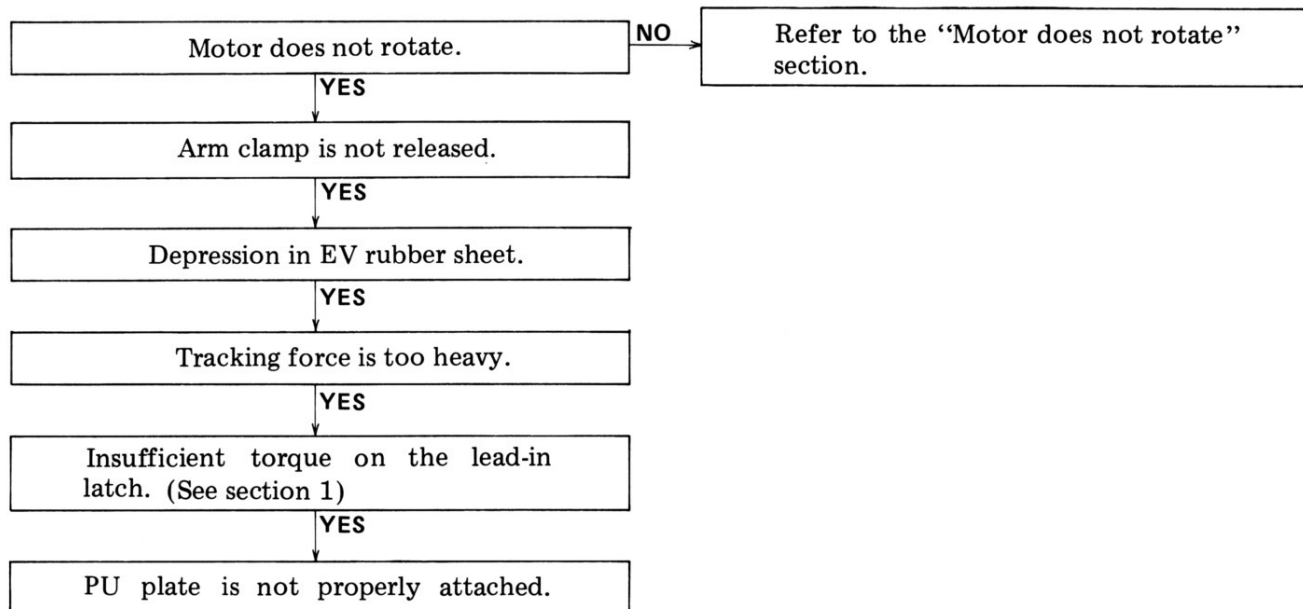 Motor does not rotate.
NO
Refer to the “Motor does not rotate”
section.
YES
Arm clamp is not released.
YES
Depression in EV rubber sheet.
YES
Tracking force is too heavy.
YES
Insufficient torque on the lead-in
latch. (See section 1)
YES
PU plate is not properly attached.